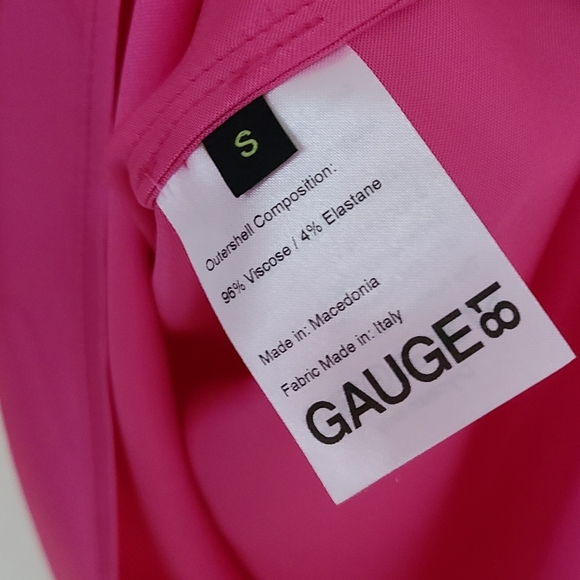 S
Outershell Composition:
96% Viscose / 4% Elastane
Made in: Macedonia
Fabric Made in: Italy
GAUGE81